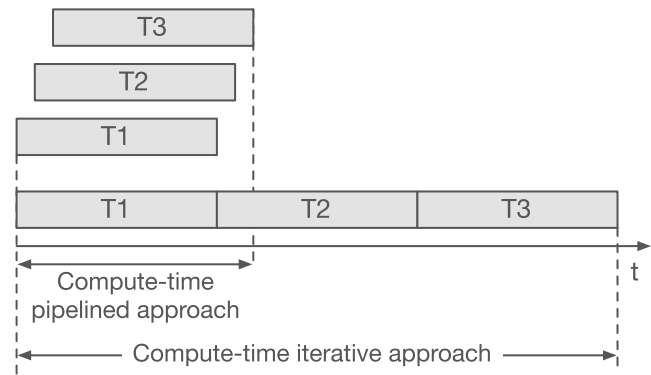 T3
T2
T1
T1 T2 T3
t
Compute-time
pipelined approach
Compute-time iterative approach